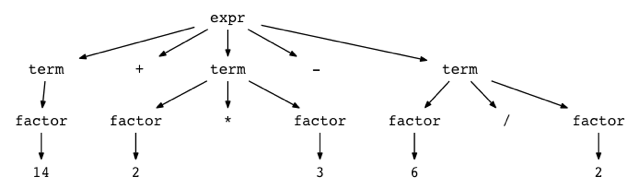 expr
term + term - term
factor factor * factor factor / factor
14 2 3 6 2